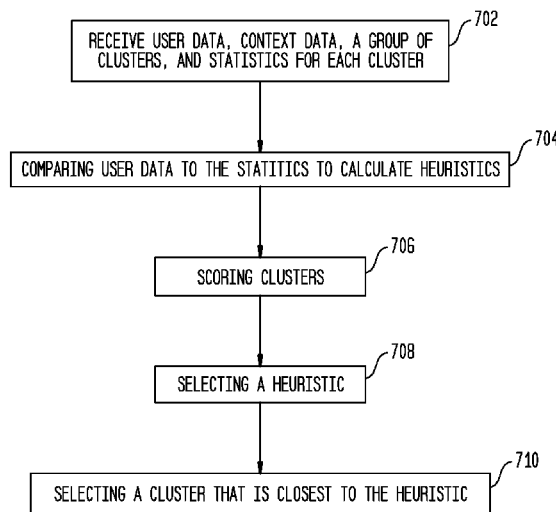 702
RECEIVE USER DATA, CONTEXT DATA, A GROUP OF
CLUSTERS, AND STATISTICS FOR EACH CLUSTER
704
COMPARING USER DATA TO THE STATITICS TO CALCULATE HEURISTICS
706
SCORING CLUSTERS
708
SELECTING A HEURISTIC
710
SELECTING A CLUSTER THAT IS CLOSEST TO THE HEURISTIC